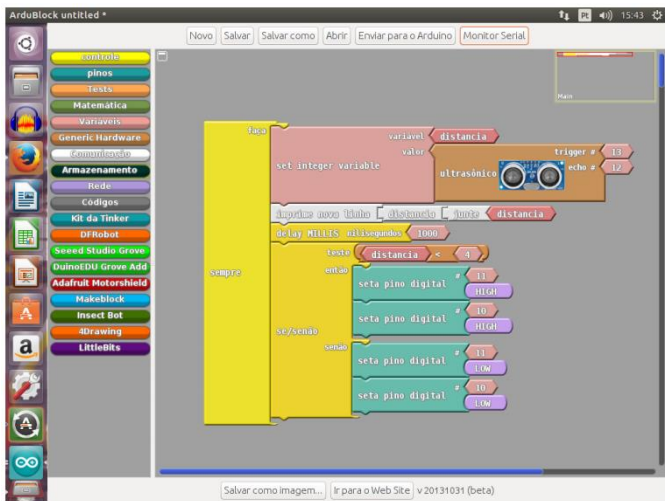 ArduBlock untitled *
Pt 15:43
Novo Salvar Salvar como Abrir Enviar para o Arduino Monitor Serial
controle
pinos
Tests
Matemática
Variáveis
Generic Hardware
Comunicação
Armazenamento
Rede
Códigos
Kit da Tinker
DFRobot
Seeed Studio Grove
DuinoEDU Grove Add
Adafruit Motorshield
Makeblock
Insect Bot
4Drawing
LittleBits
Main
sempre
faça
set integer variable
variável distancia
valor
ultrasônico
trigger # 13
echo # 12
imprime nova linha distancia junte distancia
delay MILLIS milisegundos 1000
se/senão
teste distancia < 4
então
seta pino digital # 11
HIGH
seta pino digital # 10
HIGH
senão
seta pino digital # 11
LOW
seta pino digital # 10
LOW
Salvar como imagem... Ir para o Web Site v 20131031 (beta)